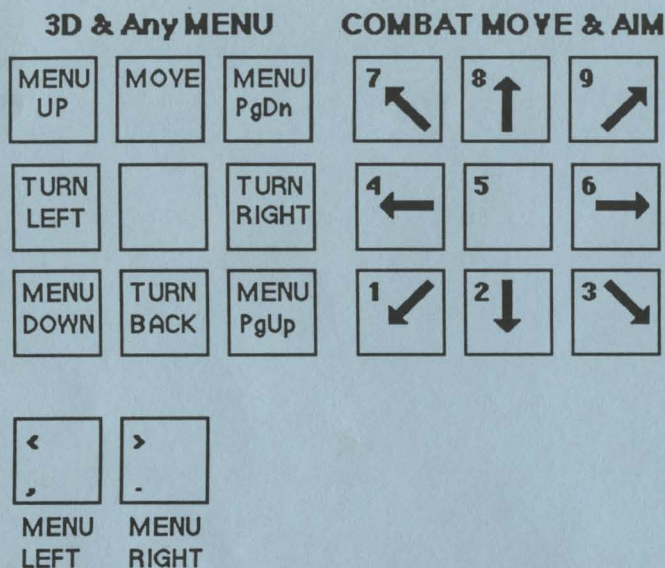 3D & Any MENU
COMBAT MOVE & AIM
MENU UP
MOVE
MENU PgDn
TURN LEFT
TURN RIGHT
MENU DOWN
TURN BACK
MENU PgUp
7
8
9
4
5
6
1
2
3
<
,
>
.
MENU LEFT
MENU RIGHT